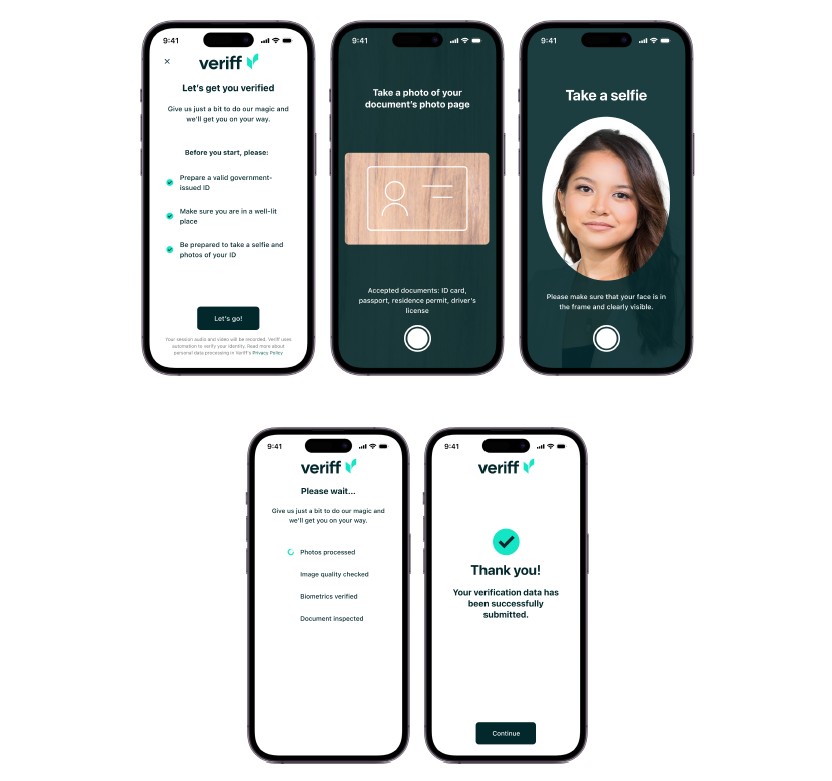 9:41
veriff
Let's get you verified
Give us just a bit to do our magic and
we'll get you on your way.
Before you start, please:
Prepare a valid government-
issued ID
Make sure you are in a well-lit
place
Be prepared to take a selfie and
photos of your ID
Let's go!
Your session audio and video will be recorded. Veriff uses
automation to verify your identity. Read more about
personal data processing in Veriff's Privacy Policy.
9:41
Take a photo of your
document's photo page
Accepted documents: ID card,
passport, residence permit, driver's
license
9:41
Take a selfie
Please make sure that your face is in
the frame and clearly visible.
9:41
veriff
Please wait...
Give us just a bit to do our magic and
we'll get you on your way.
Photos processed
Image quality checked
Biometrics verified
Document inspected
9:41
veriff
Thank you!
Your verification data has
been successfully
submitted.
Continue